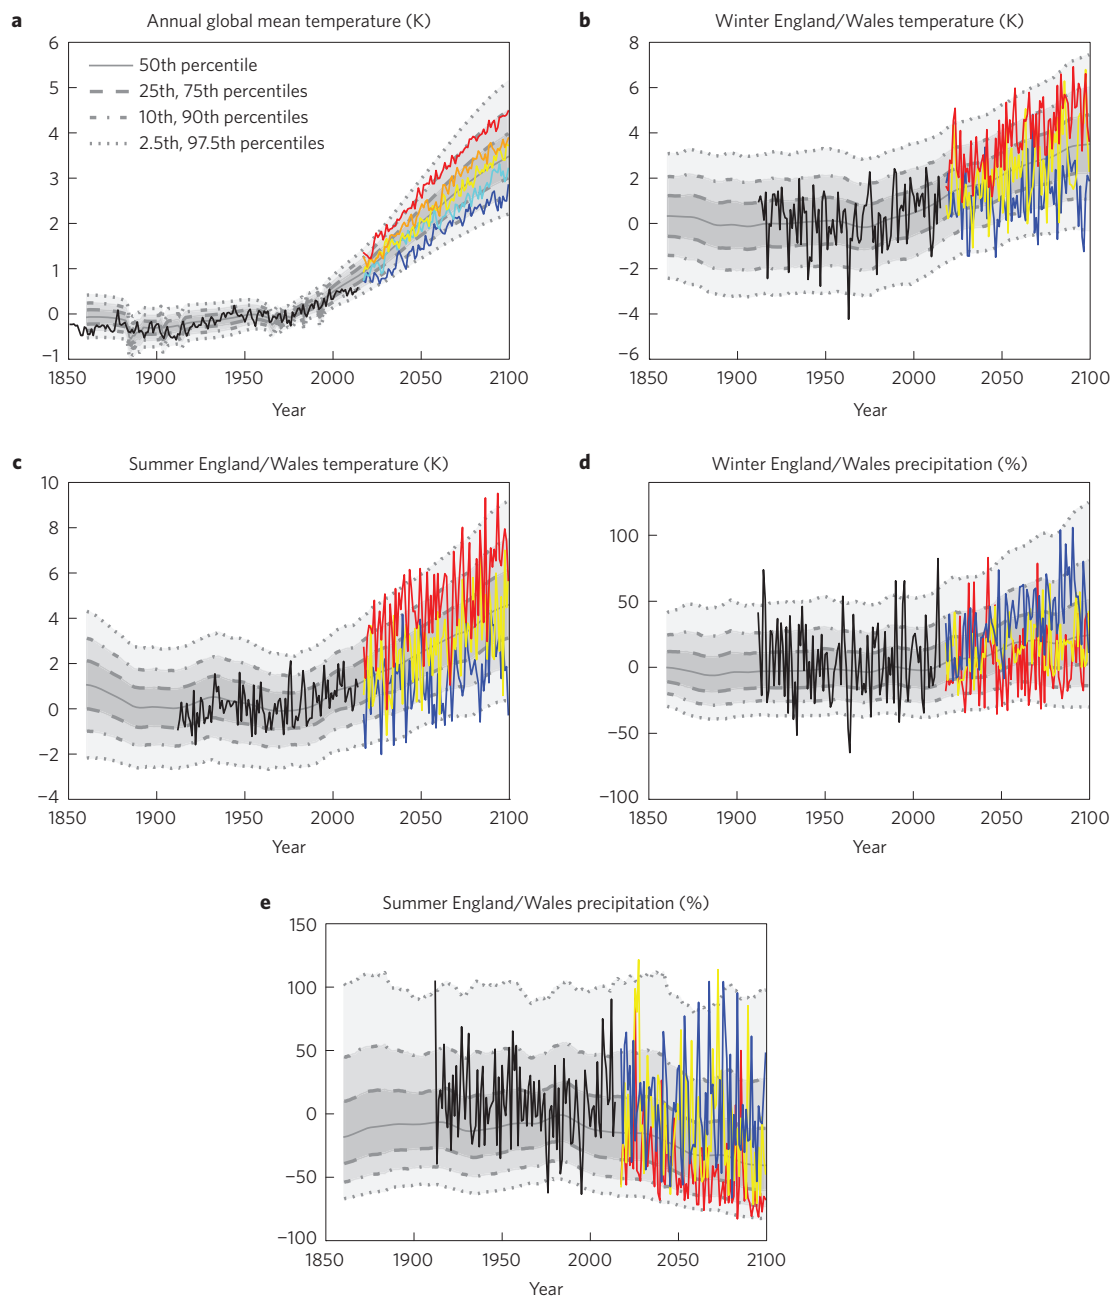 a Annual global mean temperature (K)
6
5
4
3
2
1
0
−1
50th percentile
25th, 75th percentiles
10th, 90th percentiles
2.5th, 97.5th percentiles
1850 1900 1950 2000 2050 2100
Year
b Winter England/Wales temperature (K)
8
6
4
2
0
−2
−4
−6
1850 1900 1950 2000 2050 2100
Year
c Summer England/Wales temperature (K)
10
8
6
4
2
0
−2
−4
1850 1900 1950 2000 2050 2100
Year
d Winter England/Wales precipitation (%)
100
50
0
−50
−100
1850 1900 1950 2000 2050 2100
Year
e Summer England/Wales precipitation (%)
150
100
50
0
−50
−100
1850 1900 1950 2000 2050 2100
Year